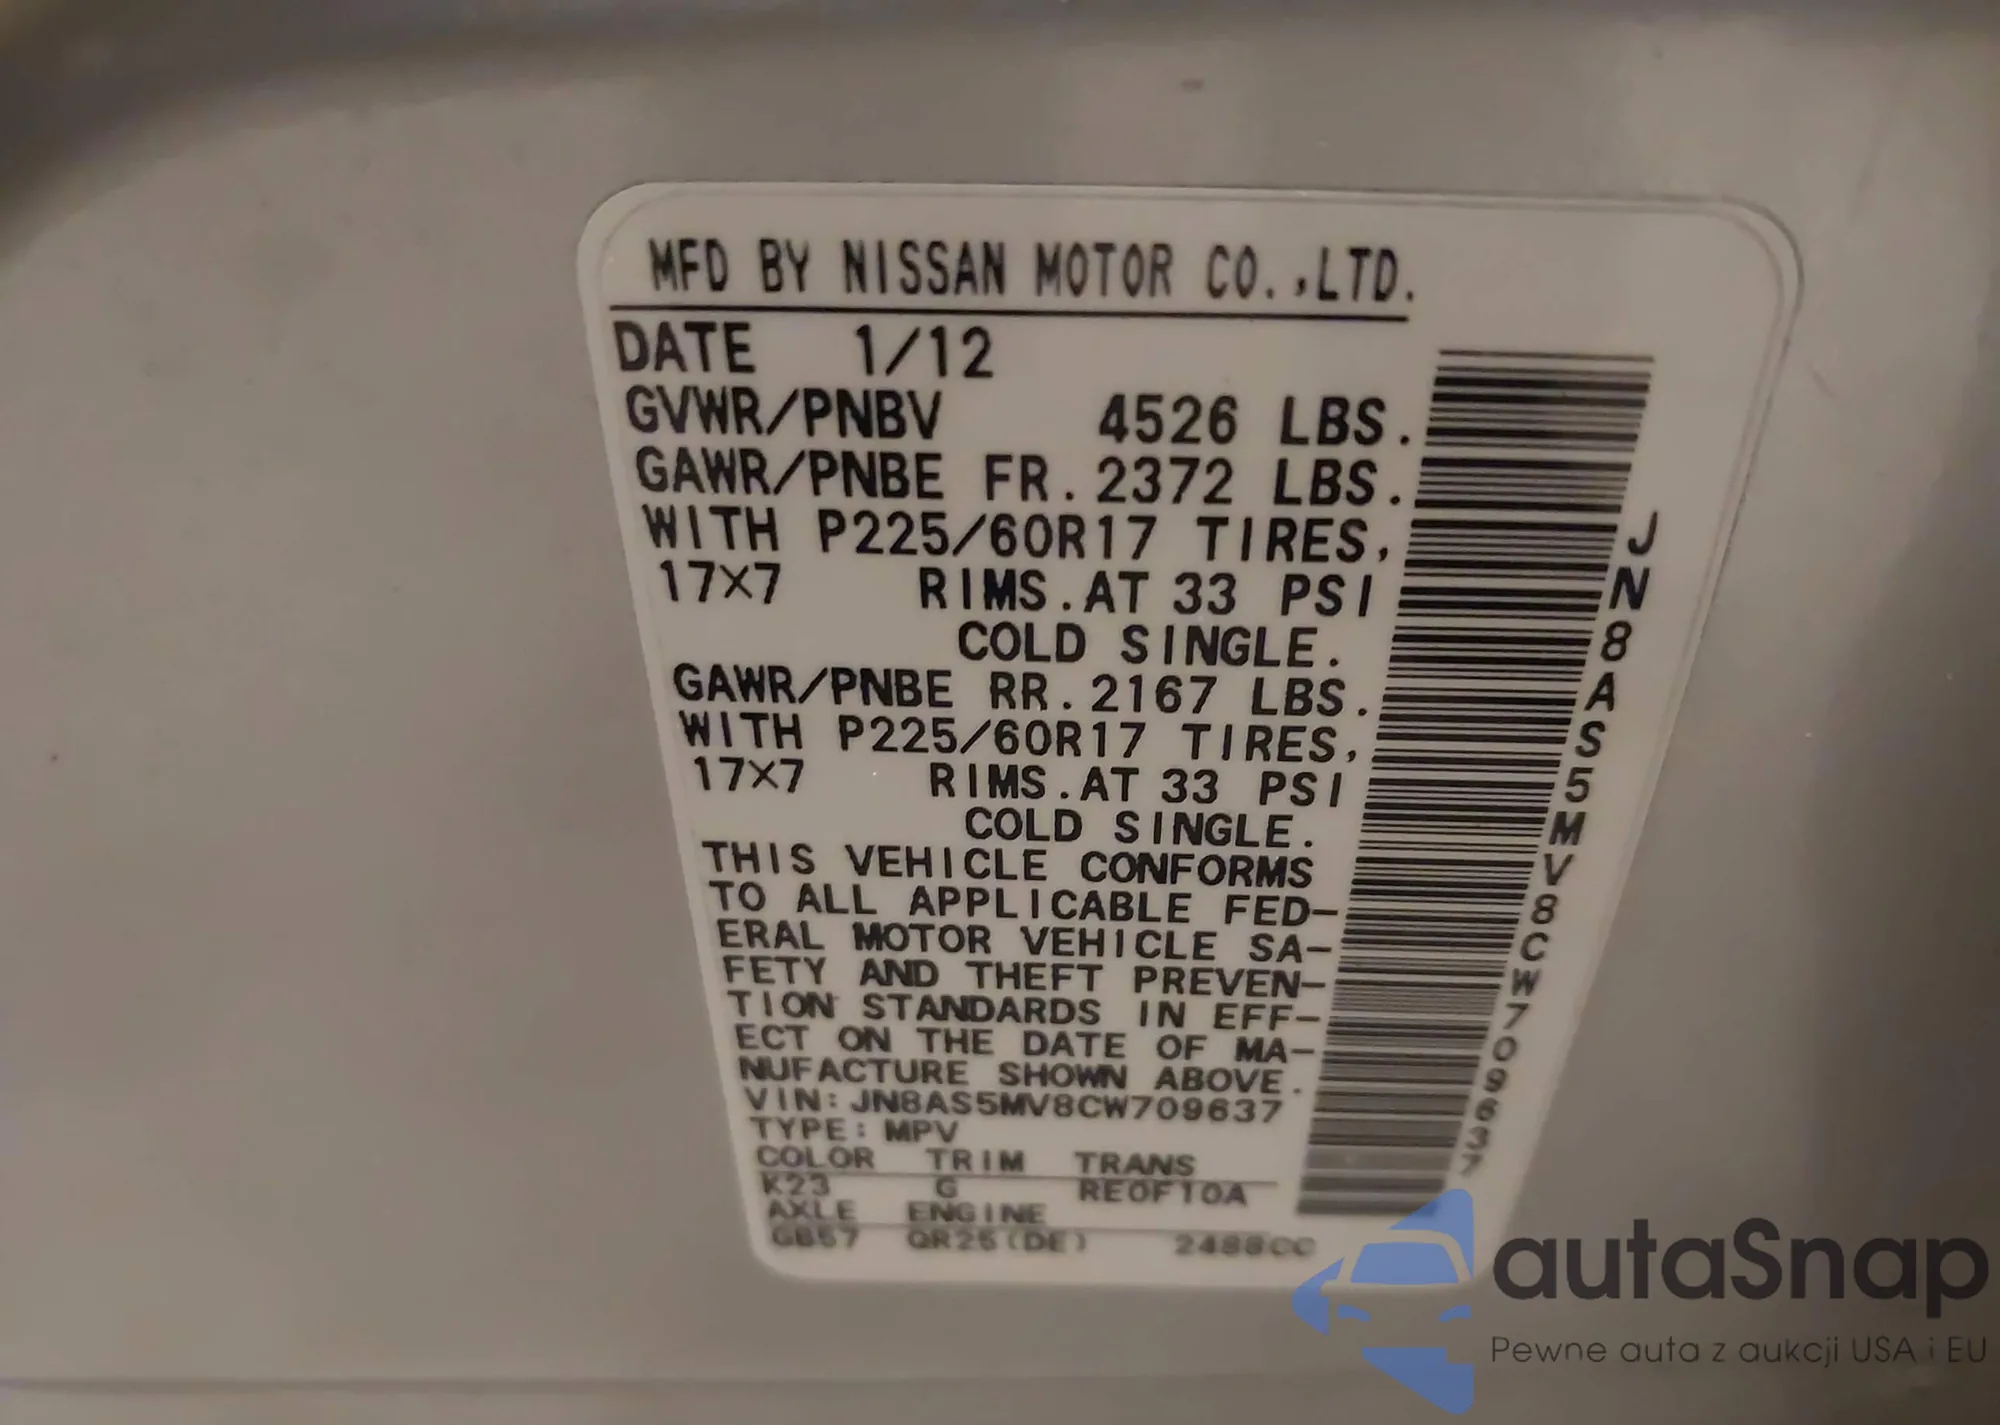 MFD BY NISSAN MOTOR CO.,LTD.
DATE 1/12
GVWR/PNBV 4526 LBS.
GAWR/PNBE FR. 2372 LBS.
WITH P225/60R17 TIRES,
17X7 RIMS. AT 33 PSI
COLD SINGLE.
GAWR/PNBE RR. 2167 LBS.
WITH P225/60R17 TIRES,
17X7 RIMS. AT 33 PSI
COLD SINGLE.
THIS VEHICLE CONFORMS
TO ALL APPLICABLE FED-
ERAL MOTOR VEHICLE SA-
FETY AND THEFT PREVEN-
TION STANDARDS IN EFF-
ECT ON THE DATE OF MA-
NUFACTURE SHOWN ABOVE.
VIN: JN8AS5MV8CW709637
TYPE: MPV
COLOR TRIM TRANS
K23 G RE0F10A
AXLE ENGINE
GB57 QR25(DE) 2488CC
JN8AS5MV8CW709637
autaSnap
Pewne auta z aukcji USA i EU